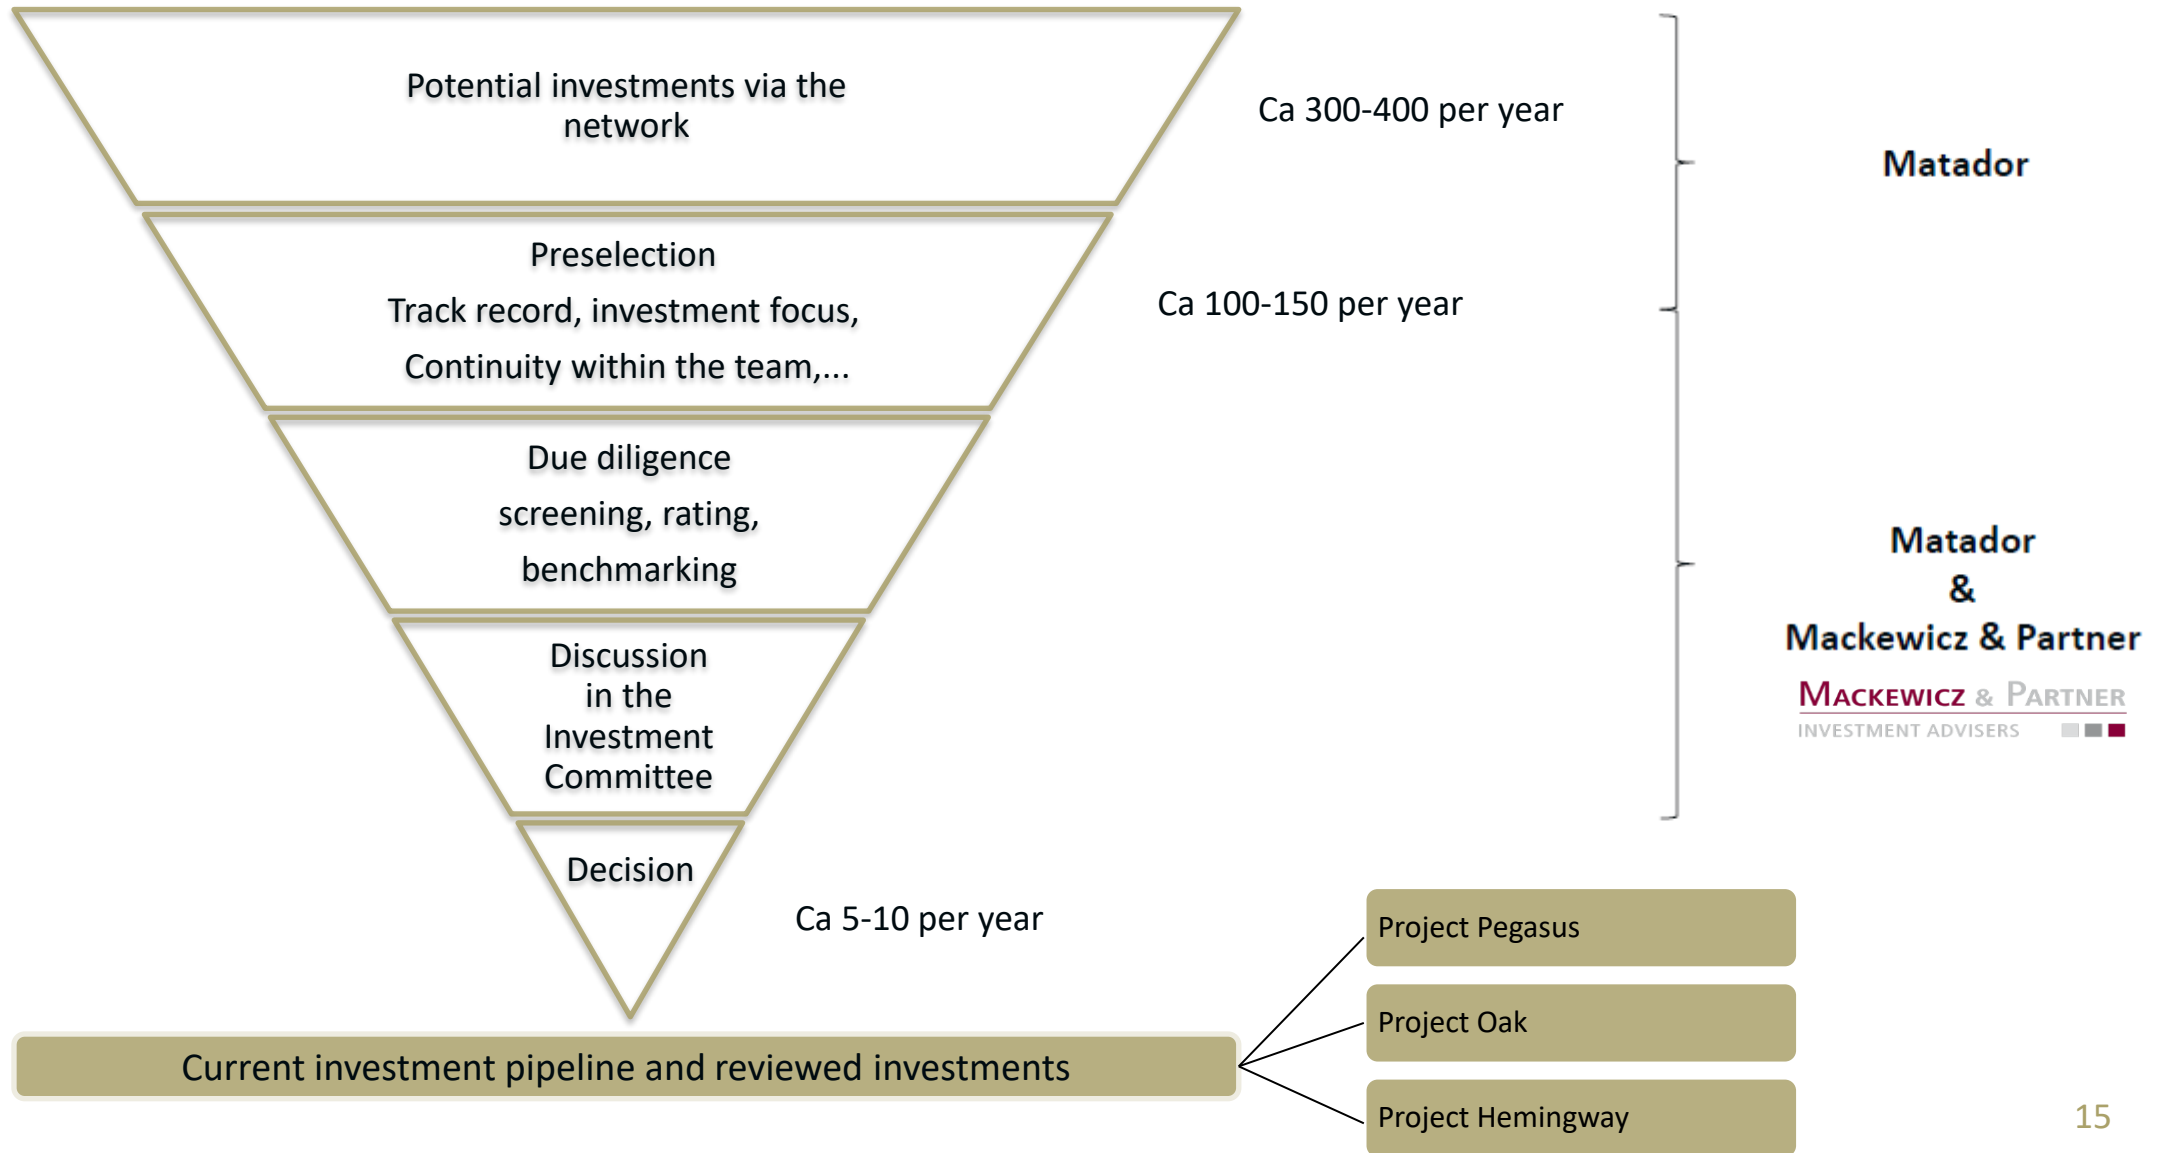 Potential investments via the
network
Ca 300-400 per year
Matador
Preselection
Track record, investment focus,
Continuity within the team,...
Ca 100-150 per year
Due diligence
screening, rating,
benchmarking
Matador
&
Mackewicz & Partner
MACKEWICZ & PARTNER
INVESTMENT ADVISERS
Discussion
in the
Investment
Committee
Decision
Ca 5-10 per year
Current investment pipeline and reviewed investments
Project Pegasus
Project Oak
Project Hemingway
15